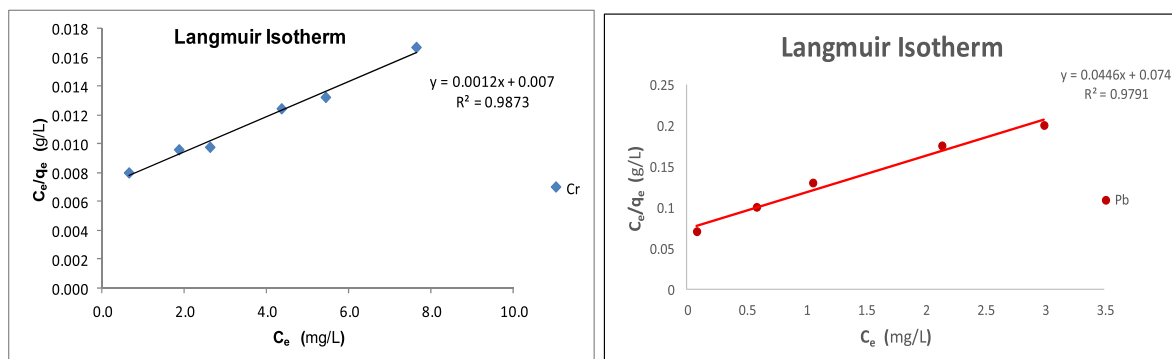 Langmuir Isotherm
0.018
0.016
0.014
0.012
0.010
0.008
0.006
0.004
0.002
0.000
Cₑ/qₑ (g/L)
y = 0.0012x + 0.007
R² = 0.9873
Cr
0.0
2.0
4.0
6.0
8.0
10.0
Cₑ (mg/L)
Langmuir Isotherm
0.25
0.2
0.15
0.1
0.05
0
Cₑ/qₑ (g/L)
y = 0.0446x + 0.074
R² = 0.9791
Pb
0
0.5
1
1.5
2
2.5
3
3.5
Cₑ (mg/L)